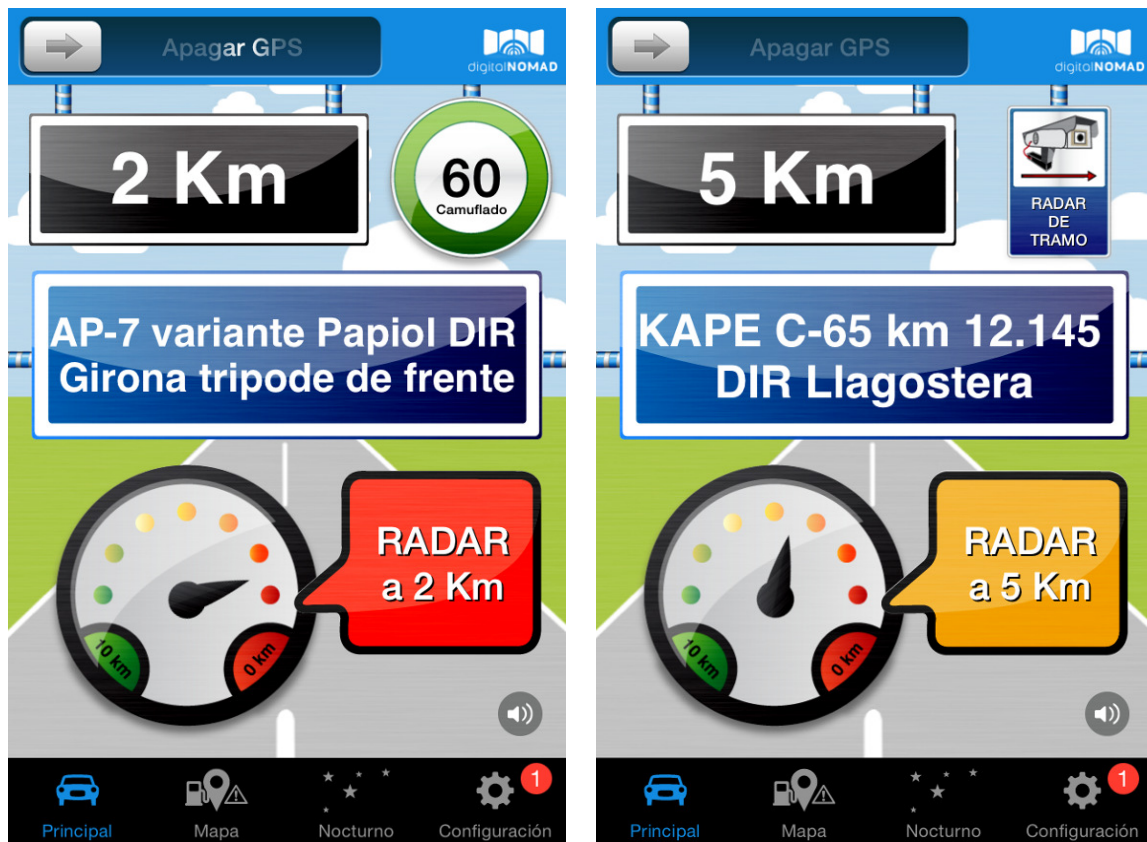 Apagar GPS
digitalNOMAD
2 Km
60
Camuflado
AP-7 variante Papiol DIR
Girona tripode de frente
RADAR
a 2 Km
10 km
0 km
1
Principal
Mapa
Nocturno
Configuración
Apagar GPS
digitalNOMAD
5 Km
RADAR
DE
TRAMO
KAPE C-65 km 12.145
DIR Llagostera
RADAR
a 5 Km
10 km
0 km
1
Principal
Mapa
Nocturno
Configuración